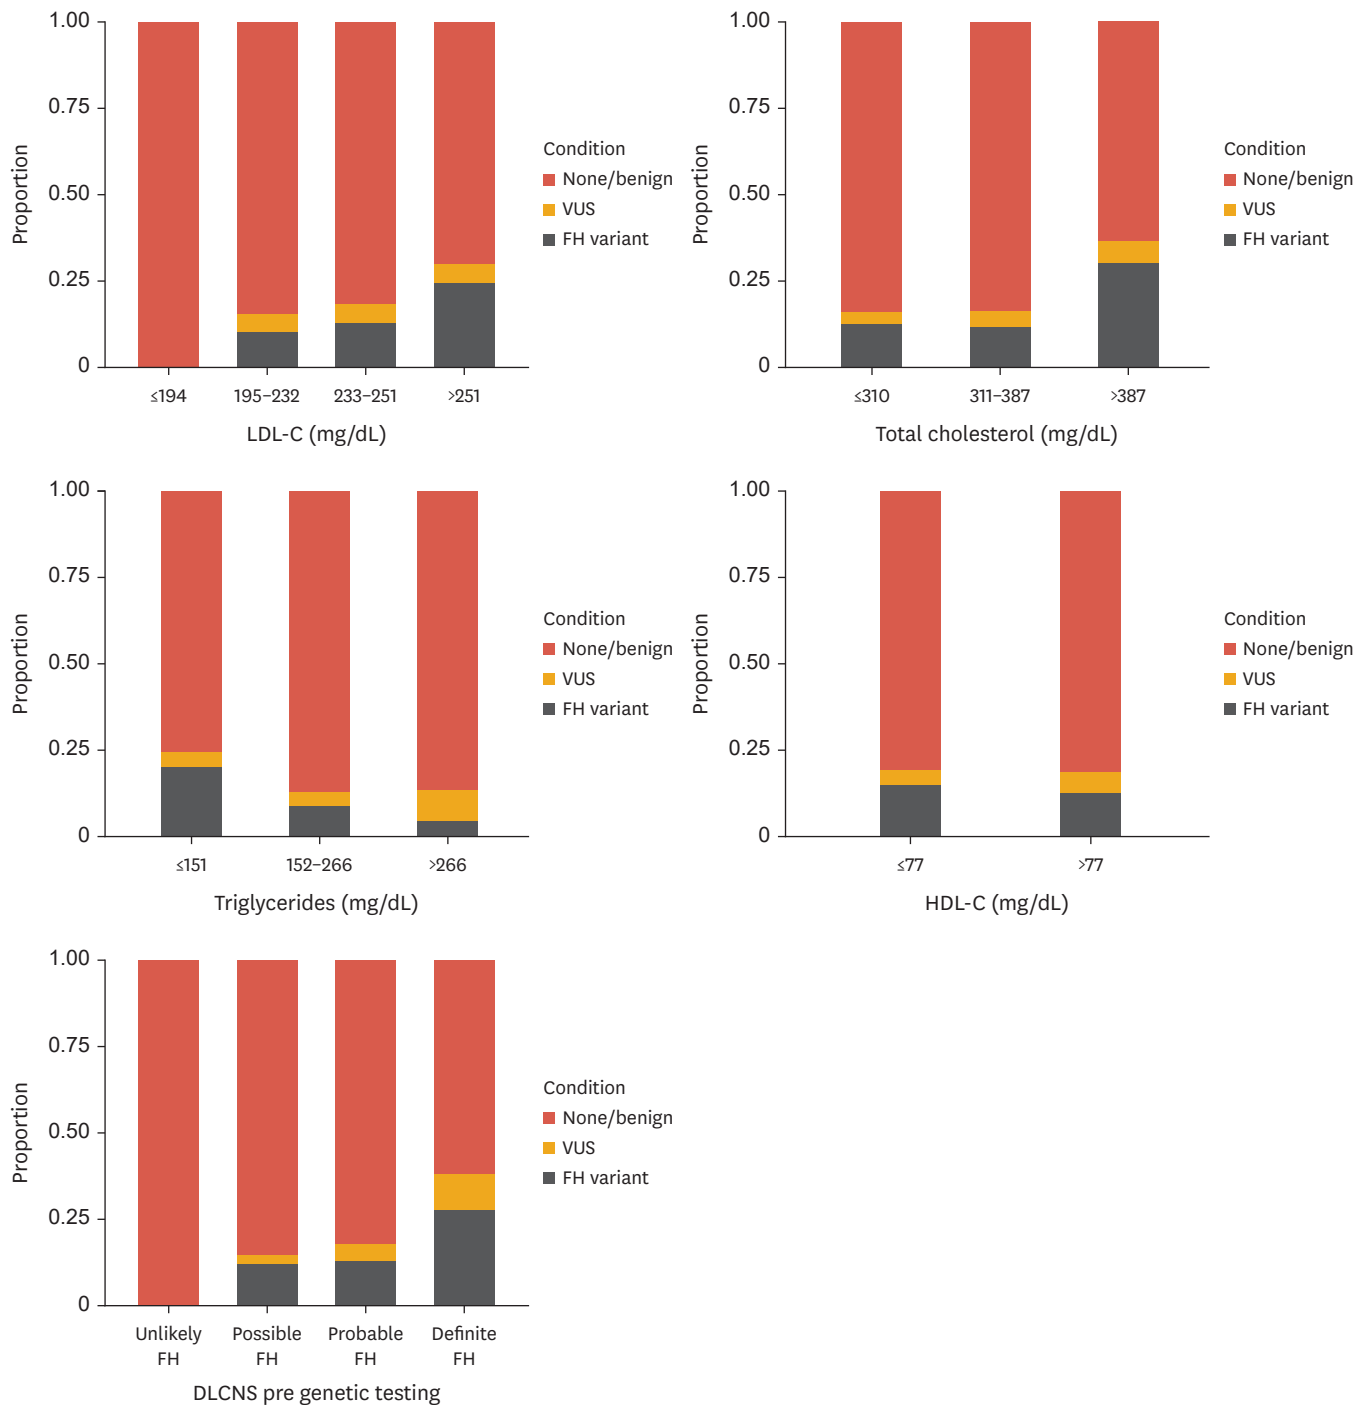 1.00
0.75
0.50
0.25
0
Proportion
≤194
195–232
233–251
>251
LDL-C (mg/dL)
Condition
None/benign
VUS
FH variant
1.00
0.75
0.50
0.25
0
Proportion
≤310
311–387
>387
Total cholesterol (mg/dL)
Condition
None/benign
VUS
FH variant
1.00
0.75
0.50
0.25
0
Proportion
≤151
152–266
>266
Triglycerides (mg/dL)
Condition
None/benign
VUS
FH variant
1.00
0.75
0.50
0.25
0
Proportion
≤77
>77
HDL-C (mg/dL)
Condition
None/benign
VUS
FH variant
1.00
0.75
0.50
0.25
0
Proportion
Unlikely
FH
Possible
FH
Probable
FH
Definite
FH
DLCNS pre genetic testing
Condition
None/benign
VUS
FH variant